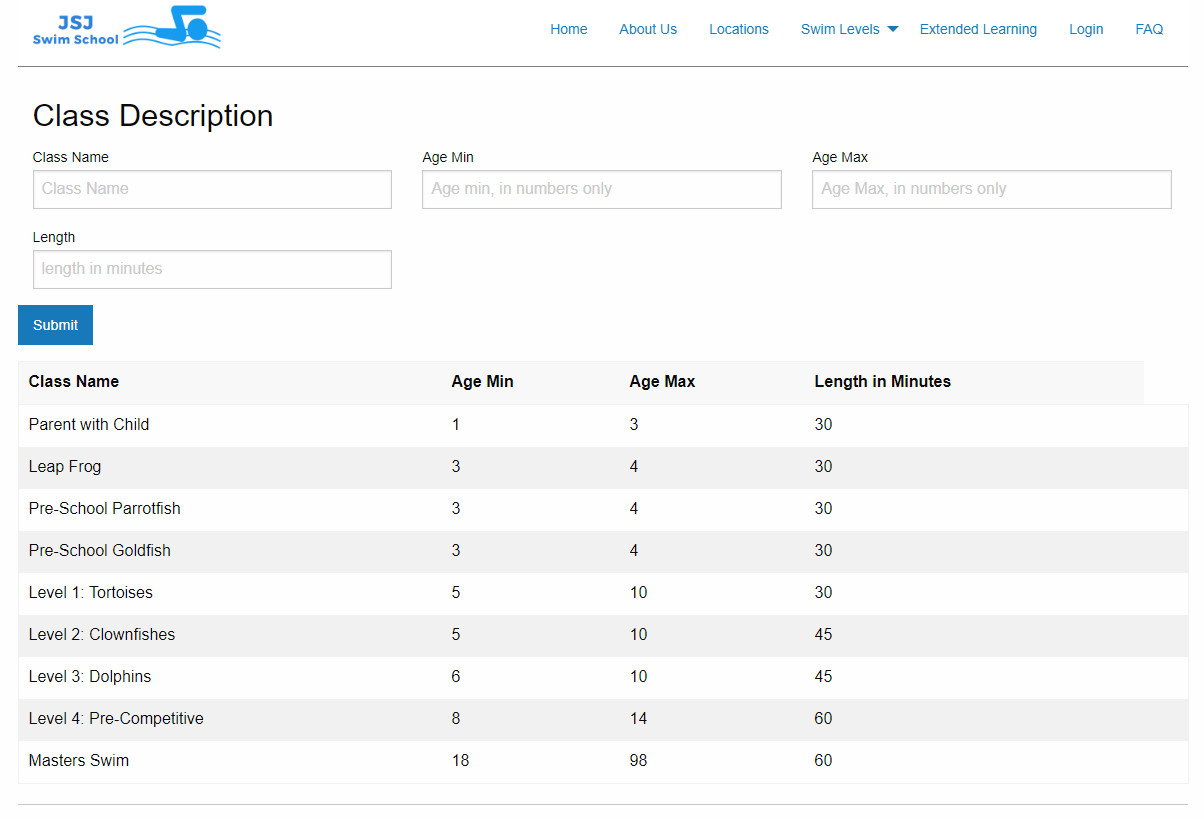 JSJ
Swim School
Home About Us Locations Swim Levels Extended Learning Login FAQ
Class Description
Class Name Age Min Age Max
Class Name Age min, in numbers only Age Max, in numbers only
Length
length in minutes
Submit
Class Name Age Min Age Max Length in Minutes
Parent with Child 1 3 30
Leap Frog 3 4 30
Pre-School Parrotfish 3 4 30
Pre-School Goldfish 3 4 30
Level 1: Tortoises 5 10 30
Level 2: Clownfishes 5 10 45
Level 3: Dolphins 6 10 45
Level 4: Pre-Competitive 8 14 60
Masters Swim 18 98 60